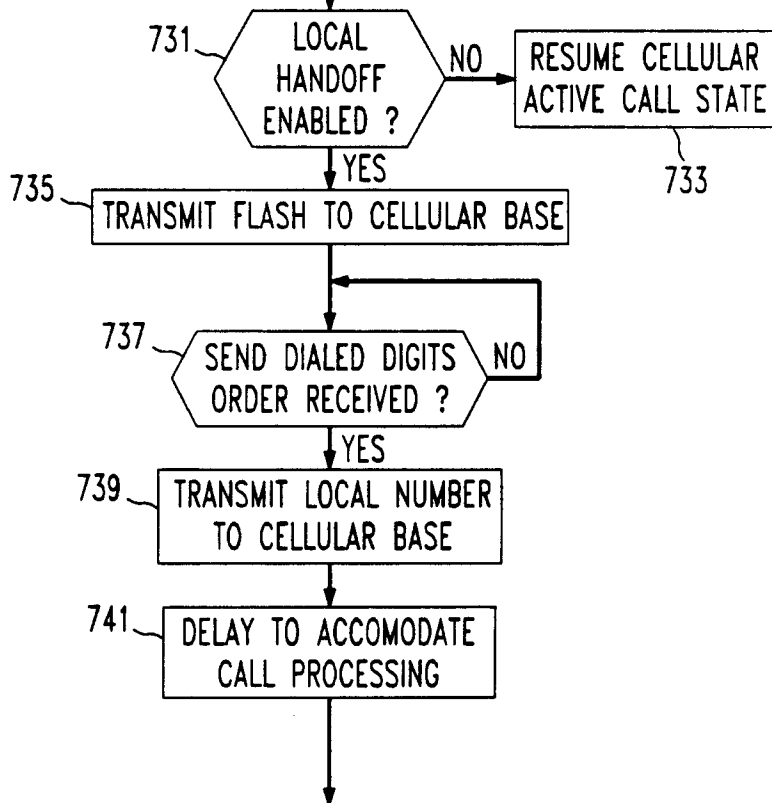 731
LOCAL
HANDOFF
ENABLED ?
NO
RESUME CELLULAR
ACTIVE CALL STATE
733
YES
735
TRANSMIT FLASH TO CELLULAR BASE
737
SEND DIALED DIGITS
ORDER RECEIVED ?
NO
YES
739
TRANSMIT LOCAL NUMBER
TO CELLULAR BASE
741
DELAY TO ACCOMODATE
CALL PROCESSING